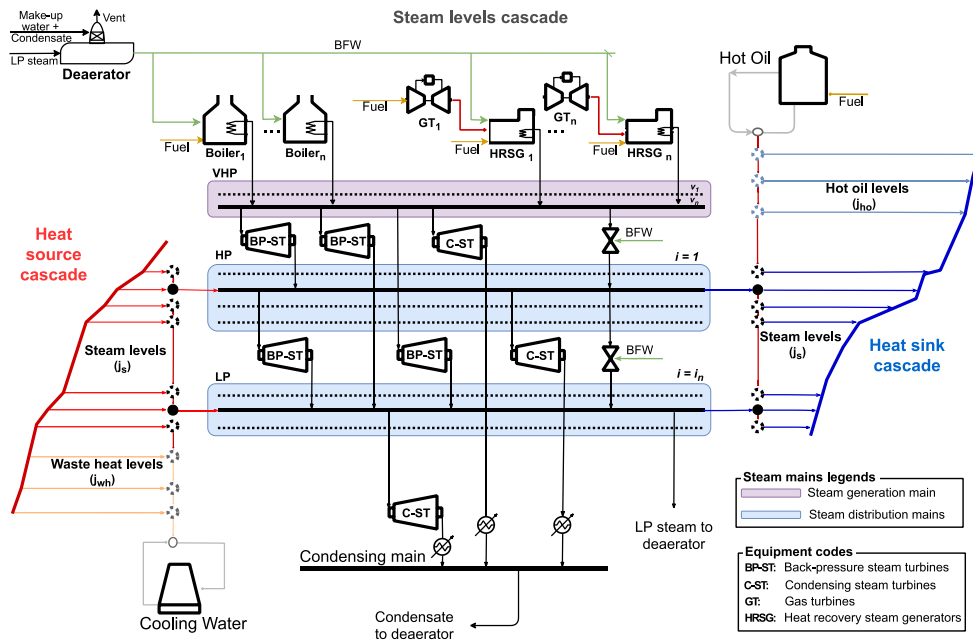 Steam levels cascade
Make-up
water +
Condensate
Vent
LP steam
Deaerator
BFW
Hot Oil
Fuel
GT1
Fuel
GTn
Boiler1
Boilern
Fuel
Fuel
HRSG 1
Fuel
HRSG n
VHP
v1
vn
Hot oil levels
(jho)
BP-ST
BP-ST
C-ST
BFW
Heat
source
cascade
HP
i = 1
Steam levels
(js)
BP-ST
BP-ST
C-ST
BFW
Steam levels
(js)
Heat sink
cascade
LP
i = in
Waste heat levels
(jwh)
C-ST
LP steam to
deaerator
Condensing main
Cooling Water
Condensate
to deaerator
Steam mains legends
Steam generation main
Steam distribution mains
Equipment codes
BP-ST: Back-pressure steam turbines
C-ST: Condensing steam turbines
GT: Gas turbines
HRSG: Heat recovery steam generators